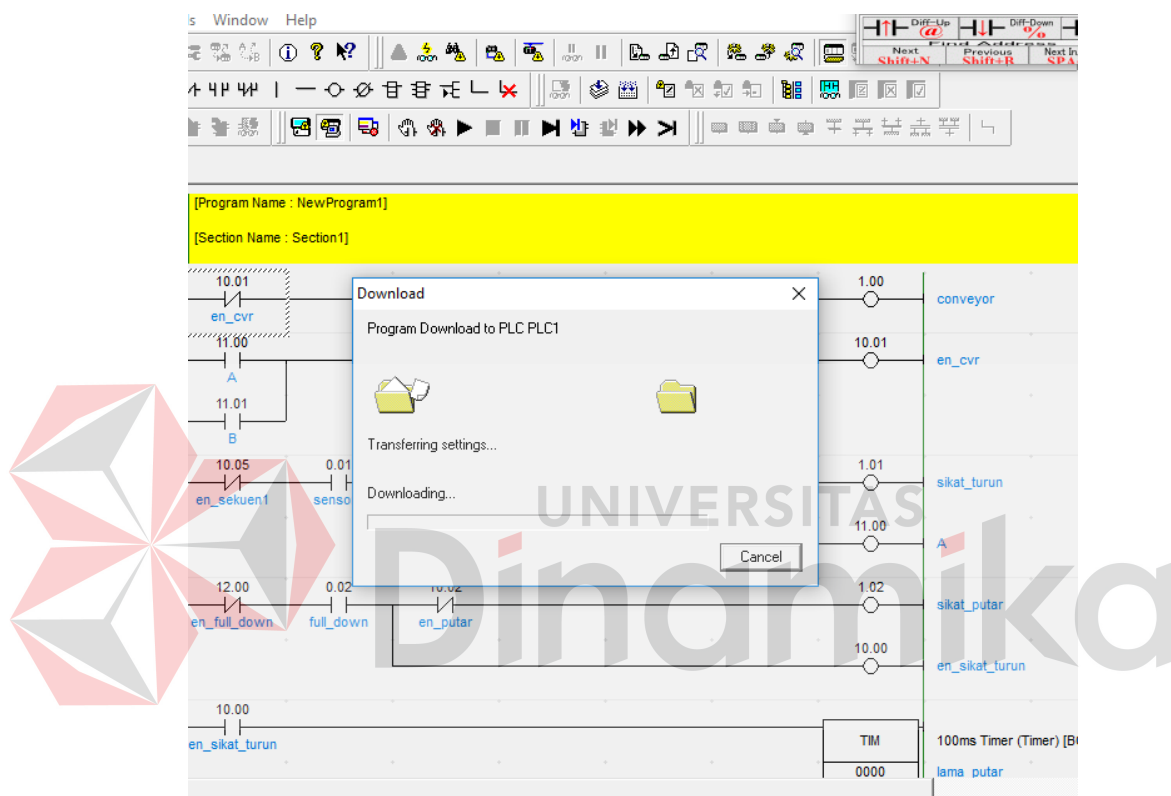 Window Help
Diff-Up Diff-Down
@ %
Next Find Address Previous
Shift+N Shift+R
[Program Name : NewProgram1]
[Section Name : Section1]
10.01 1.00
en_cvr conveyor
11.00 10.01
A en_cvr
11.01
B
Download
Program Download to PLC PLC1
Transferring settings...
Downloading...
Cancel
10.05 0.01 1.01
en_sekuen1 senso sikat_turun
11.00
A
12.00 0.02 10.02 1.02
en_full_down full_down en_putar sikat_putar
10.00
en_sikat_turun
10.00
en_sikat_turun
TIM 100ms Timer (Timer)
0000 lama_putar
UNIVERSITAS
Dinamika